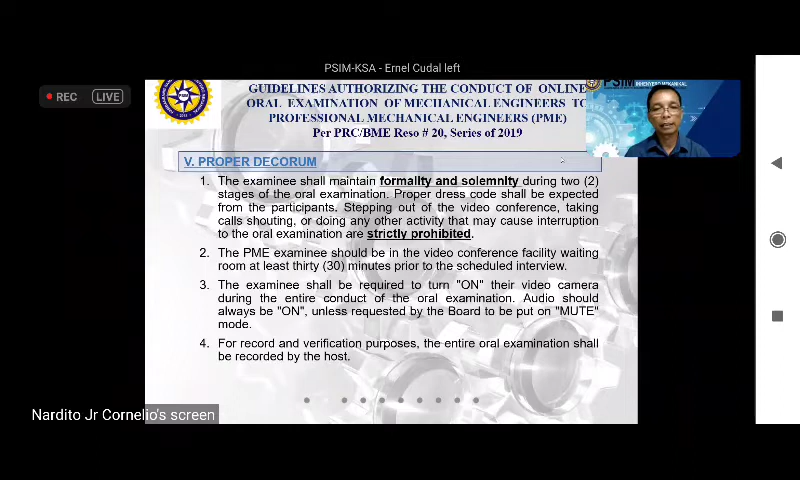 PSIM-KSA - Ernel Cudal left
REC LIVE
GUIDELINES AUTHORIZING THE CONDUCT OF ONLINE
ORAL EXAMINATION OF MECHANICAL ENGINEERS TO
PROFESSIONAL MECHANICAL ENGINEERS (PME)
Per PRC/BME Reso # 20, Series of 2019
PSIM
V. PROPER DECORUM
1. The examinee shall maintain formality and solemnity during two (2)
stages of the oral examination. Proper dress code shall be expected
from the participants. Stepping out of the video conference, taking
calls shouting, or doing any other activity that may cause interruption
to the oral examination are strictly prohibited.
2. The PME examinee should be in the video conference facility waiting
room at least thirty (30) minutes prior to the scheduled interview.
3. The examinee shall be required to turn "ON" their video camera
during the entire conduct of the oral examination. Audio should
always be "ON", unless requested by the Board to be put on "MUTE"
mode.
4. For record and verification purposes, the entire oral examination shall
be recorded by the host.
Nardito Jr Cornelio's screen